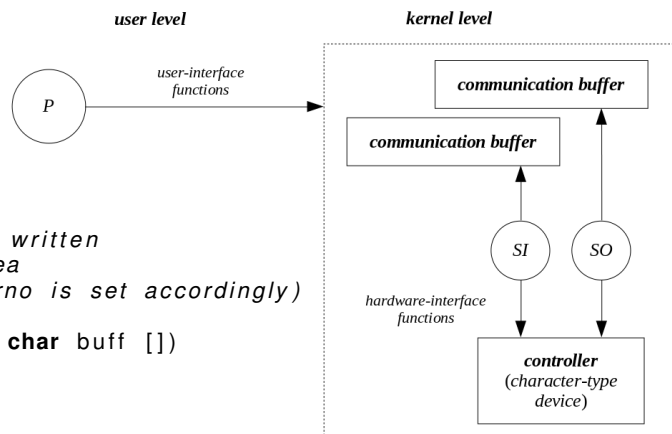 user level
kernel level
user-interface
functions
P
communication buffer
communication buffer
written
ea
rno is set accordingly)
char buff [])
SI
SO
hardware-interface
functions
controller
(character-type
device)